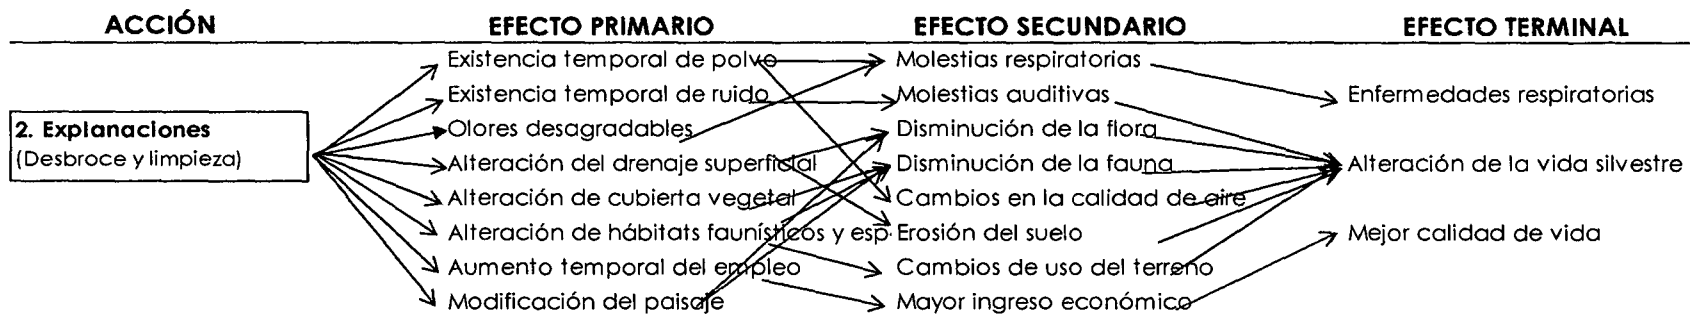 ACCIÓN EFECTO PRIMARIO EFECTO SECUNDARIO EFECTO TERMINAL
Existencia temporal de polvo Molestias respiratorias
Existencia temporal de ruido Molestias auditivas Enfermedades respiratorias
2. Explanaciones Olores desagradables Disminución de la flora
(Desbroce y limpieza) Alteración del drenaje superficial Disminución de la fauna Alteración de la vida silvestre
Alteración de cubierta vegetal Cambios en la calidad de aire
Alteración de hábitats faunísticos y esp. Erosión del suelo Mejor calidad de vida
Aumento temporal del empleo Cambios de uso del terreno
Modificación del paisaje Mayor ingreso económico